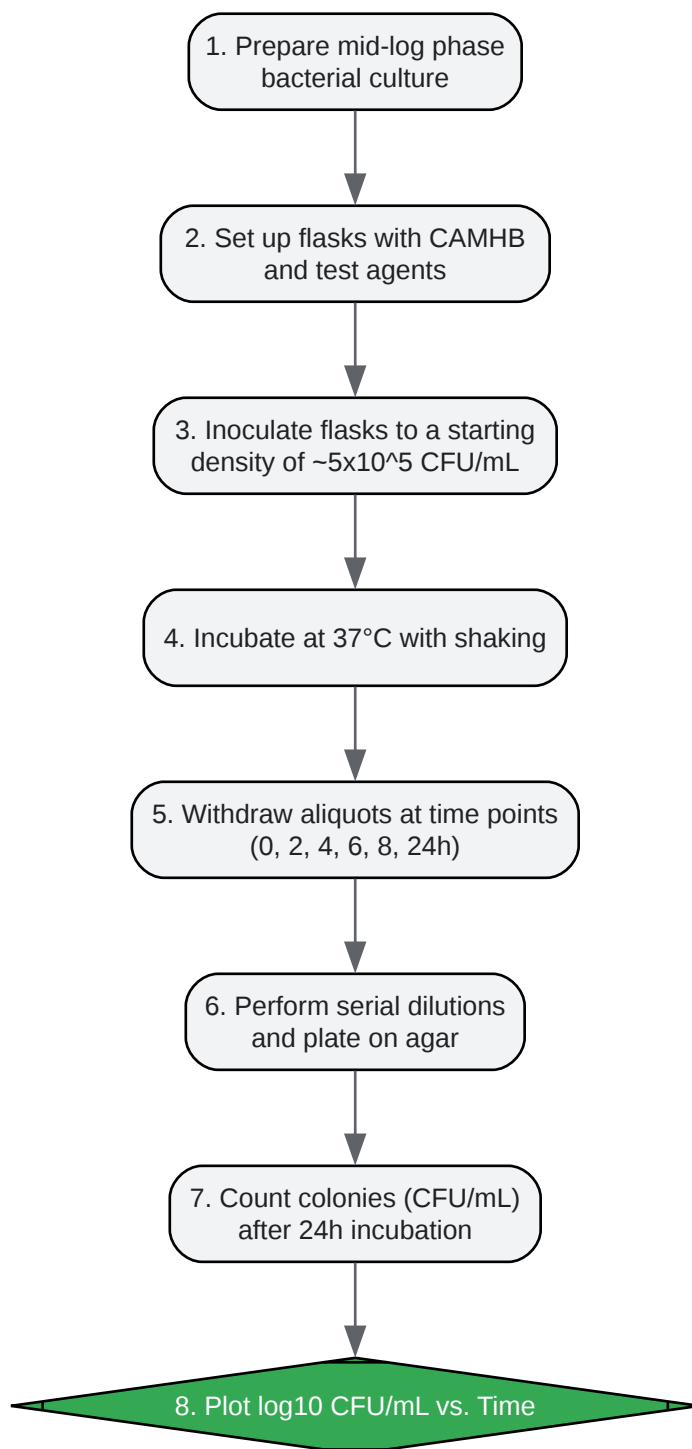 1. Prepare mid-log phase
bacterial culture
2. Set up flasks with CAMHB
and test agents
3. Inoculate flasks to a starting
density of ~5x10^5 CFU/mL
4. Incubate at 37°C with shaking
5. Withdraw aliquots at time points
(0, 2, 4, 6, 8, 24h)
6. Perform serial dilutions
and plate on agar
7. Count colonies (CFU/mL)
after 24h incubation
8. Plot log10 CFU/mL vs. Time